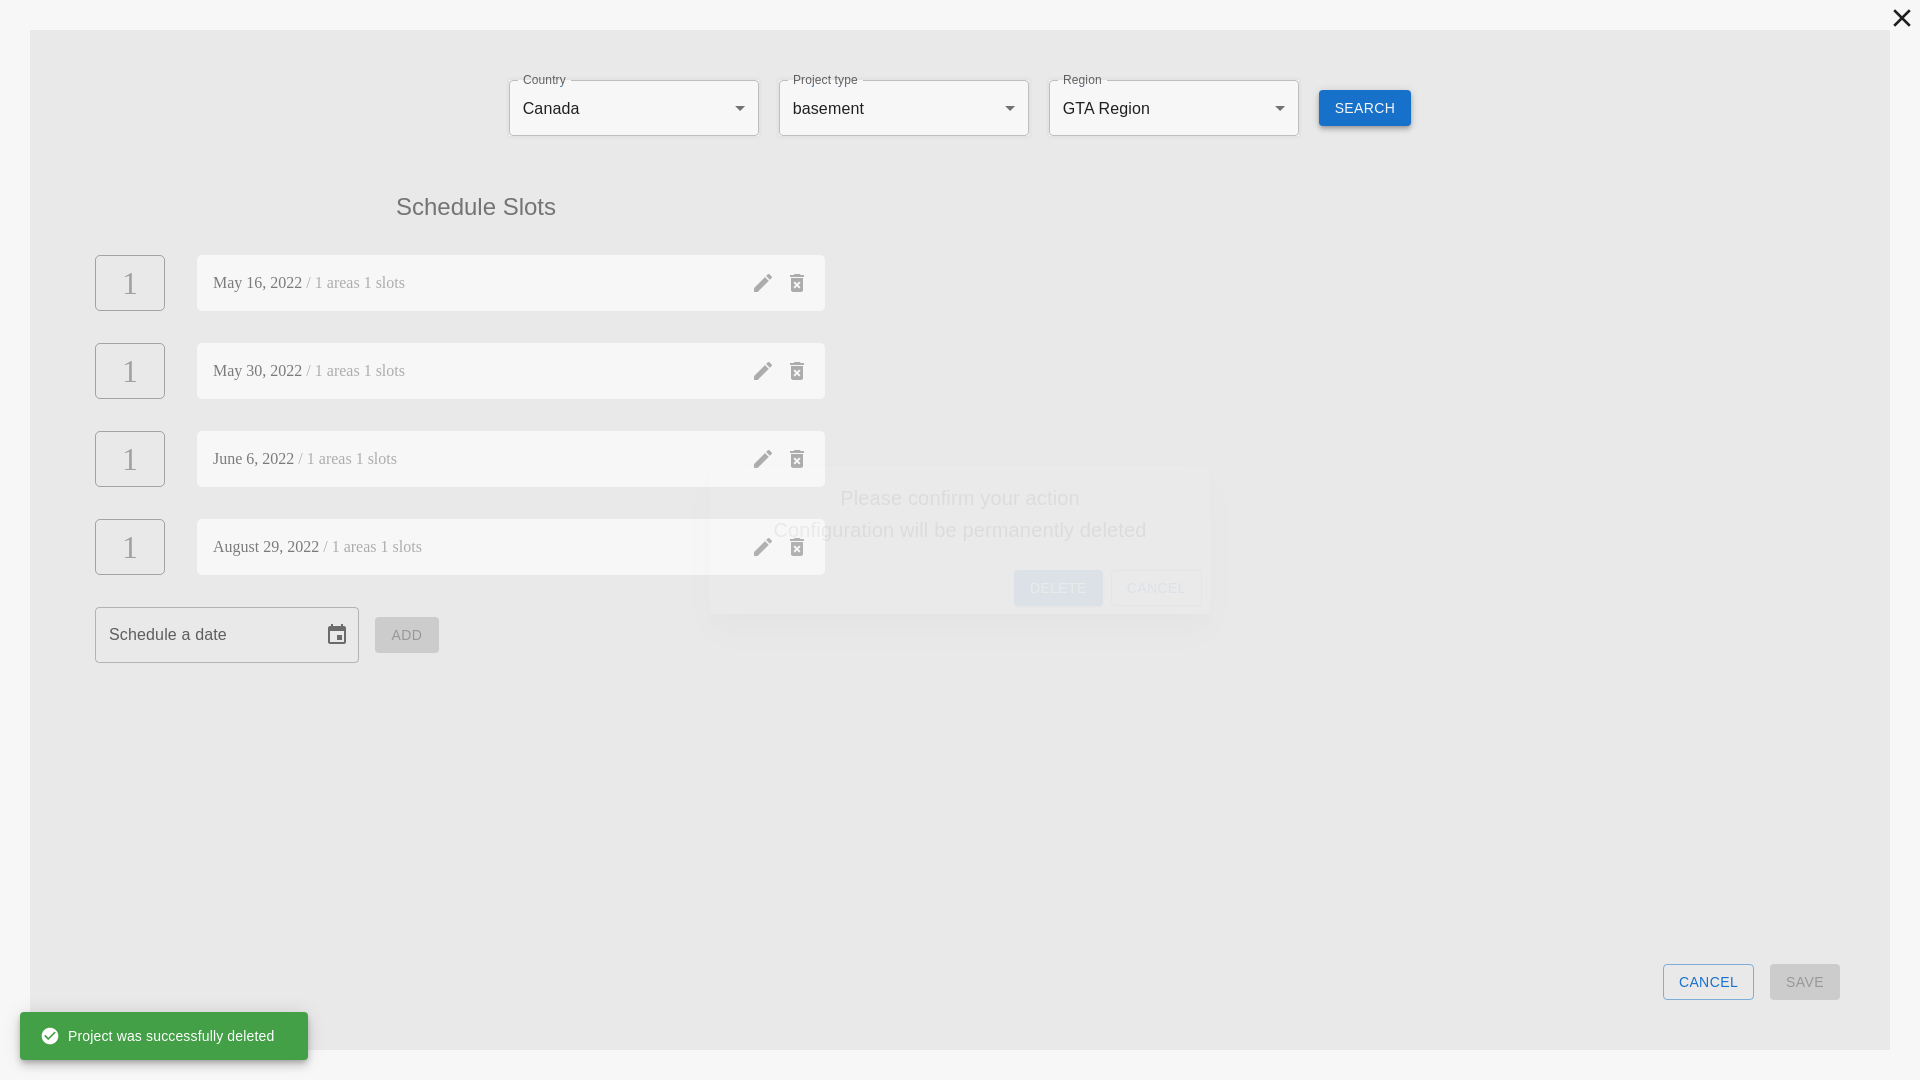 Country
Project type
Region
Canada
basement
GTA Region
SEARCH
Schedule Slots
1
May 16, 2022 / 1 areas 1 slots
1
May 30, 2022 / 1 areas 1 slots
1
June 6, 2022 / 1 areas 1 slots
Please confirm your action
Configuration will be permanently deleted
1
August 29, 2022 / 1 areas 1 slots
DELETE
CANCEL
Schedule a date
ADD
CANCEL
SAVE
Project was successfully deleted